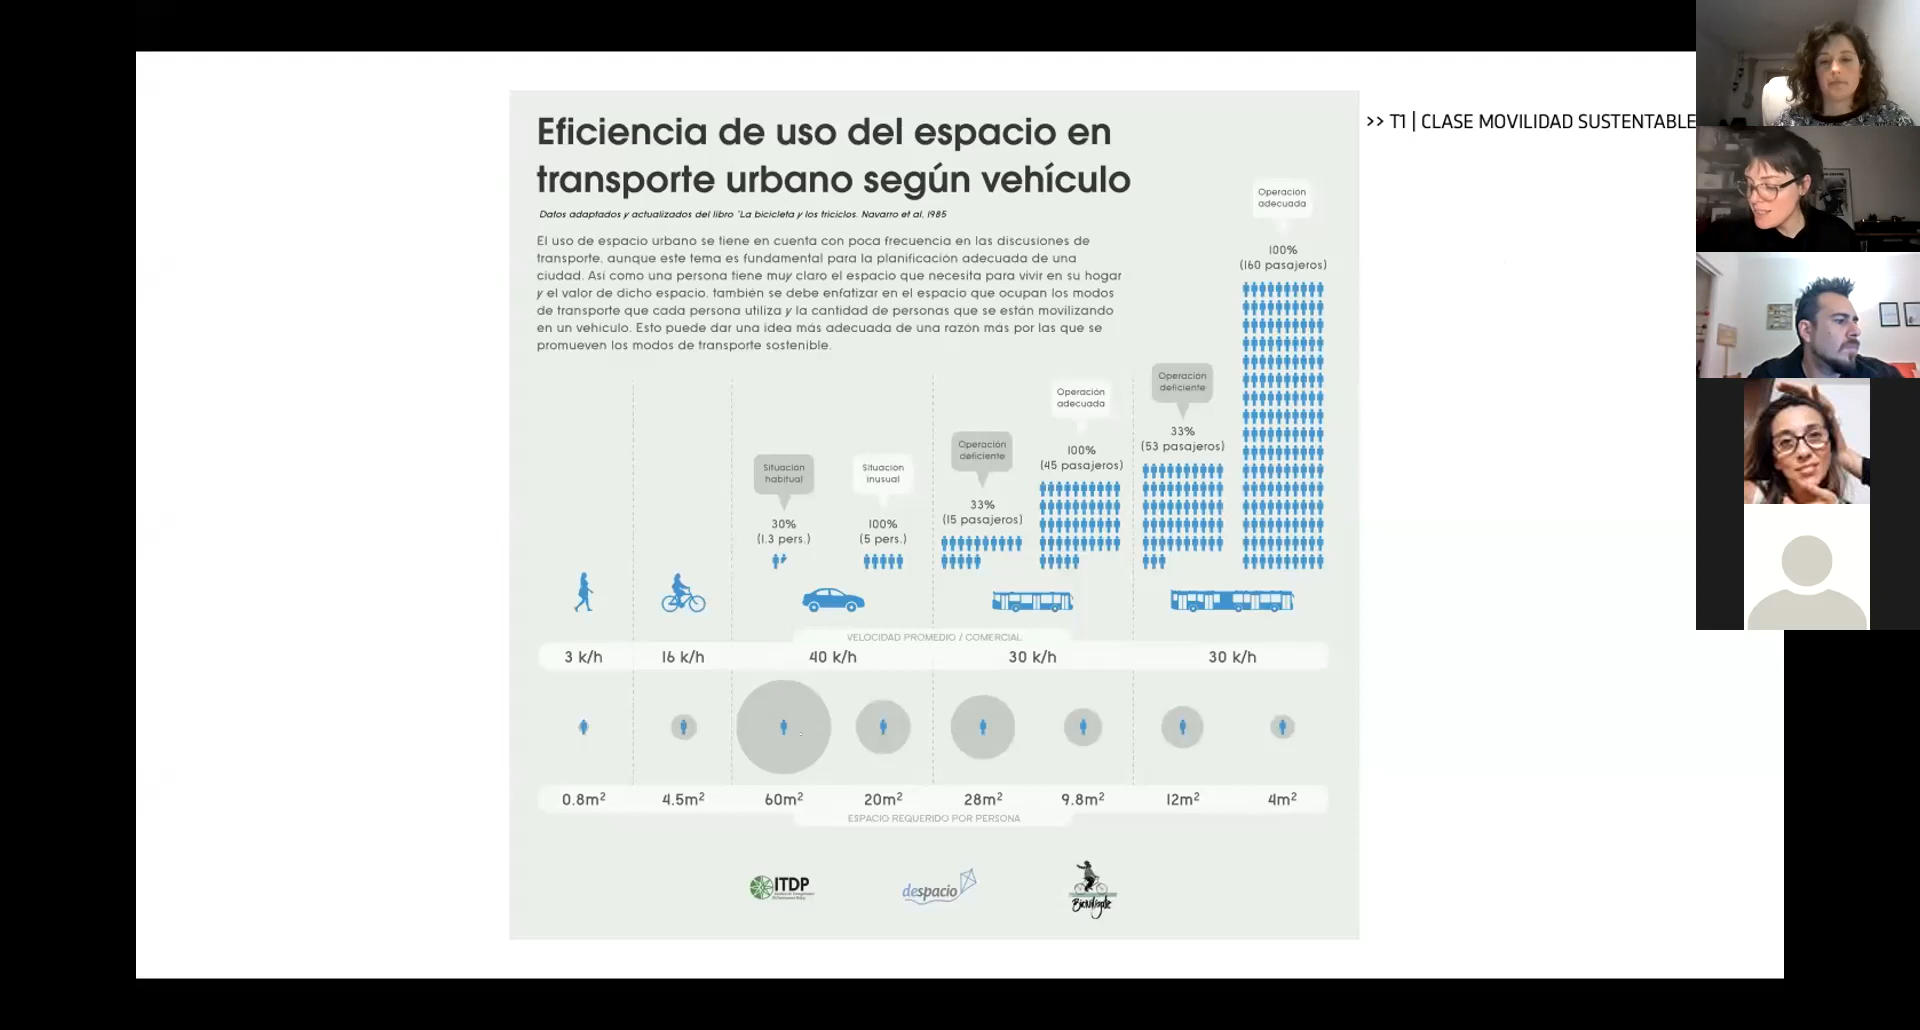 Eficiencia de uso del espacio en
transporte urbano según vehículo
Datos adaptados y actualizados del libro "La bicicleta y los triciclos. Navarro et al, 1985
El uso de espacio urbano se tiene en cuenta con poca frecuencia en las discusiones de
transporte, aunque este tema es fundamental para la planificación adecuada de una
ciudad. Así como una persona tiene muy claro el espacio que necesita para vivir en su hogar
y el valor de dicho espacio, también se debe enfatizar en el espacio que ocupan los modos
de transporte que cada persona utiliza y la cantidad de personas que se están movilizando
en un vehículo. Esto puede dar una idea más adecuada de una razón más por las que se
promueven los modos de transporte sostenible.
>> T1 | CLASE MOVILIDAD SUSTENTABLE
Situación
habitual
30%
(1.3 pers.)
Situación
inusual
100%
(5 pers.)
Operación
deficiente
33%
(15 pasajeros)
Operación
adecuada
100%
(45 pasajeros)
Operación
deficiente
33%
(53 pasajeros)
Operación
adecuada
100%
(160 pasajeros)
VELOCIDAD PROMEDIO / COMERCIAL
3 k/h 16 k/h 40 k/h 30 k/h 30 k/h
0.8m² 4.5m² 60m² 20m² 28m² 9.8m² 12m² 4m²
ESPACIO REQUERIDO POR PERSONA
ITDP
despacio